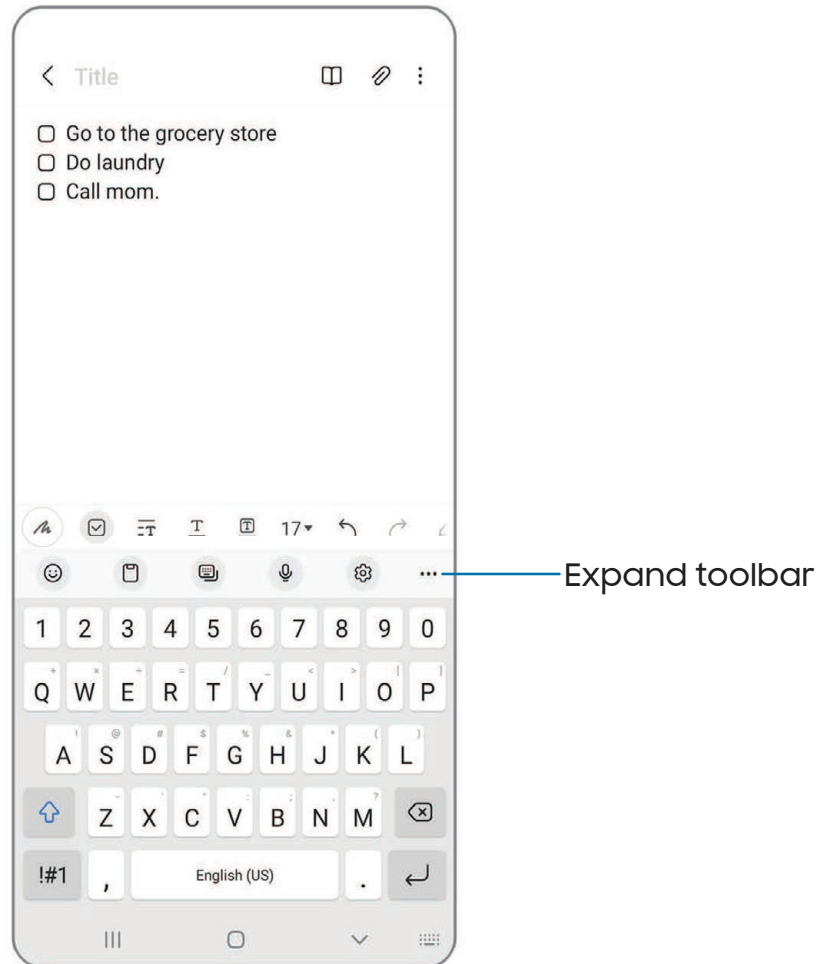 Title
Go to the grocery store
Do laundry
Call mom.
T T T 17
Expand toolbar
1 2 3 4 5 6 7 8 9 0
+ × ÷ = / _ < > [ ]
Q W E R T Y U I O P
! @ # $ % & * ( )
A S D F G H J K L
- ' " : ; , ?
Z X C V B N M
!#1 , English (US) .